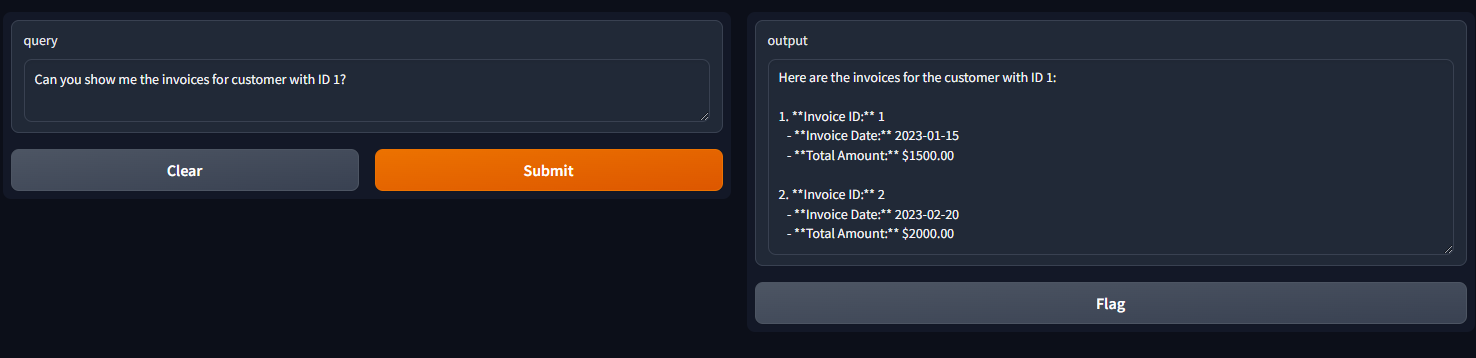 query
Can you show me the invoices for customer with ID 1?
Clear
Submit
output
Here are the invoices for the customer with ID 1:
1. **Invoice ID:** 1
- **Invoice Date:** 2023-01-15
- **Total Amount:** $1500.00
2. **Invoice ID:** 2
- **Invoice Date:** 2023-02-20
- **Total Amount:** $2000.00
Flag